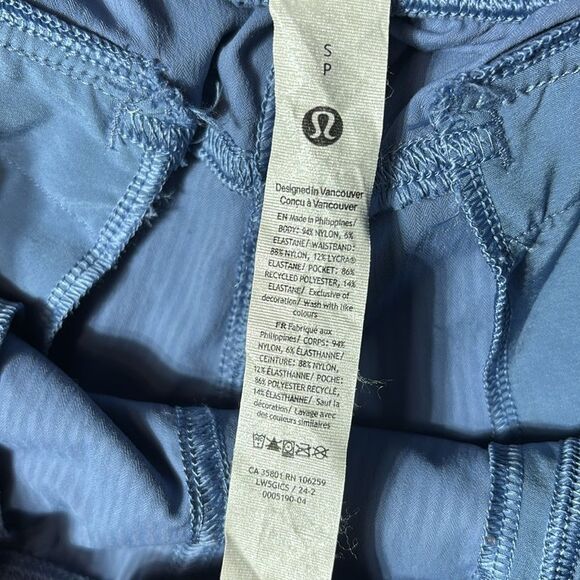 S
P
Designed in Vancouver
Conçu à Vancouver
EN Made in Philippines/
BODY: 94% NYLON, 6%
ELASTANE/ WAISTBAND:
88% NYLON, 12% LYCRA®
ELASTANE/ POCKET: 86%
RECYCLED POLYESTER, 14%
ELASTANE/ Exclusive of
decoration/ Wash with like
colours
FR Fabriqué aux
Philippines/ CORPS: 94%
NYLON, 6% ÉLASTHANNE/
CEINTURE: 88% NYLON,
12% ÉLASTHANNE/ POCHE:
86% POLYESTER RECYCLÉ,
14% ÉLASTHANNE/ Sauf la
décoration/ Lavage avec
des couleurs similaires
CA 35801 RN 106259
LW5GICS / 24-2
0005190-04